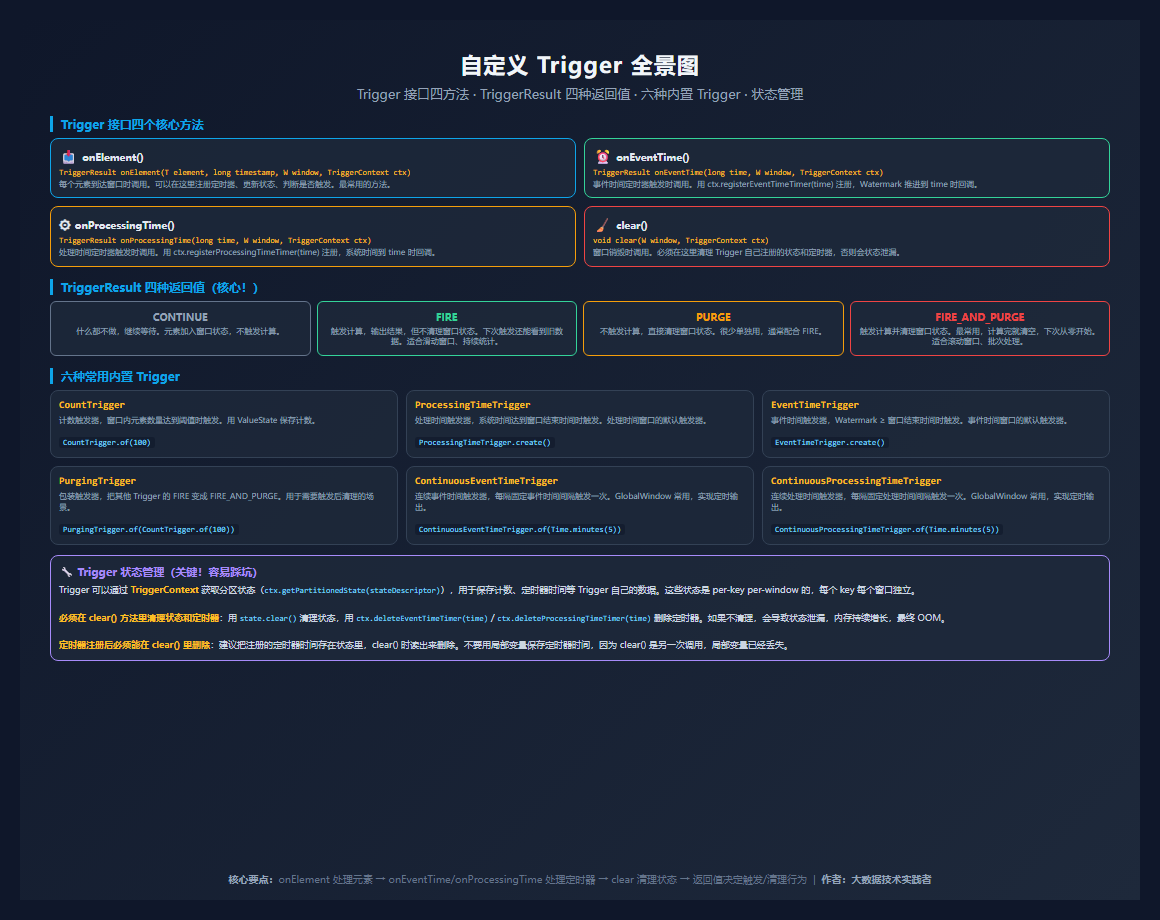 自定义 Trigger 全景图
Trigger 接口四方法 · TriggerResult 四种返回值 · 六种内置 Trigger · 状态管理
Trigger 接口四个核心方法
onElement()
TriggerResult onElement(T element, long timestamp, W window, TriggerContext ctx)
每个元素到达窗口时调用。可以在这里注册定时器、更新状态、判断是否触发。最常用的方法。
onEventTime()
TriggerResult onEventTime(long time, W window, TriggerContext ctx)
事件时间定时器触发时调用。用 ctx.registerEventTimeTimer(time) 注册，Watermark 推进到 time 时回调。
onProcessingTime()
TriggerResult onProcessingTime(long time, W window, TriggerContext ctx)
处理时间定时器触发时调用。用 ctx.registerProcessingTimeTimer(time) 注册，系统时间到 time 时回调。
clear()
void clear(W window, TriggerContext ctx)
窗口销毁时调用。必须在这里清理 Trigger 自己注册的状态和定时器，否则会状态泄漏。
TriggerResult 四种返回值（核心！）
CONTINUE
什么都不做，继续等待。元素加入窗口状态，不触发计算。
FIRE
触发计算，输出结果，但不清理窗口状态。下次触发还能看到旧数
据。适合滑动窗口、持续统计。
PURGE
不触发计算，直接清理窗口状态。很少单独用，通常配合 FIRE。
FIRE_AND_PURGE
触发计算并清理窗口状态。最常用，计算完就清空，下次从零开始。
适合滚动窗口、批次处理。
六种常用内置 Trigger
CountTrigger
计数触发器，窗口内元素数量达到阈值时触发。用 ValueState 保存计数。
CountTrigger.of(100)
ProcessingTimeTrigger
处理时间触发器，系统时间达到窗口结束时间时触发。处理时间窗口的默认触发器。
ProcessingTimeTrigger.create()
EventTimeTrigger
事件时间触发器，Watermark ≥ 窗口结束时间时触发。事件时间窗口的默认触发器。
EventTimeTrigger.create()
PurgingTrigger
包装触发器，把其他 Trigger 的 FIRE 变成 FIRE_AND_PURGE。用于需要触发后清理的场
景。
PurgingTrigger.of(CountTrigger.of(100))
ContinuousEventTimeTrigger
连续事件时间触发器，每隔固定事件时间间隔触发一次。GlobalWindow 常用，实现定时输
出。
ContinuousEventTimeTrigger.of(Time.minutes(5))
ContinuousProcessingTimeTrigger
连续处理时间触发器，每隔固定处理时间间隔触发一次。GlobalWindow 常用，实现定时输
出。
ContinuousProcessingTimeTrigger.of(Time.minutes(5))
Trigger 状态管理（关键！容易踩坑）
Trigger 可以通过 TriggerContext 获取分区状态（ctx.getPartitionedState(stateDescriptor)），用于保存计数、定时器时间等 Trigger 自己的数据。这些状态是 per-key per-window 的，每个 key 每个窗口独立。
必须在 clear() 方法里清理状态和定时器：用 state.clear() 清理状态，用 ctx.deleteEventTimeTimer(time) / ctx.deleteProcessingTimeTimer(time) 删除定时器。如果不清理，会导致状态泄漏，内存持续增长，最终 OOM。
定时器注册后必须能在 clear() 里删除：建议把注册的定时器时间存在状态里，clear() 时读出来删除。不要用局部变量保存定时器时间，因为 clear() 是另一次调用，局部变量已经丢失。
核心要点：onElement 处理元素 → onEventTime/onProcessingTime 处理定时器 → clear 清理状态 → 返回值决定触发/清理行为 | 作者：大数据技术实践者